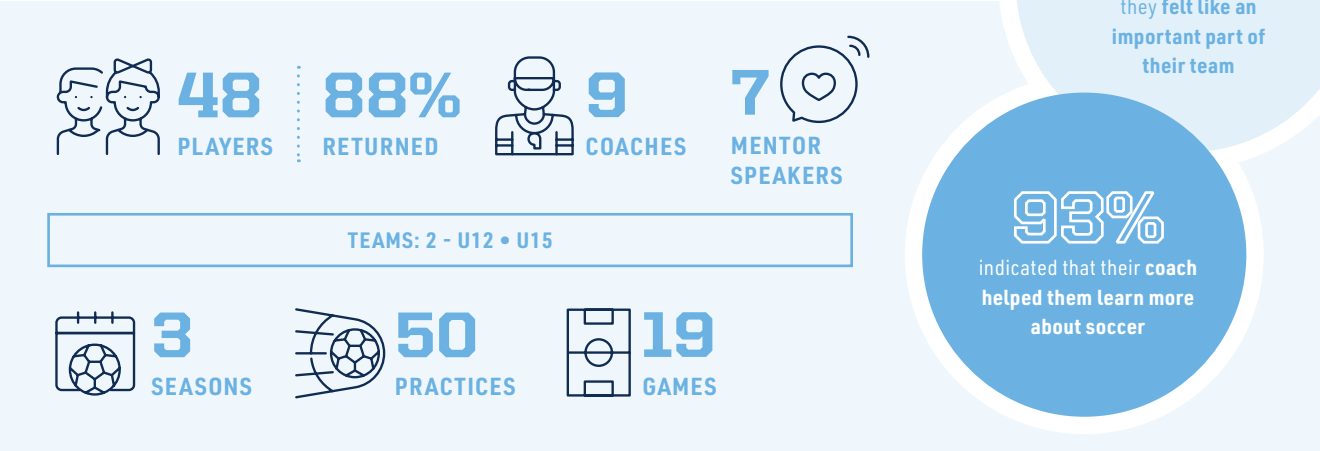 48
PLAYERS
88%
RETURNED
9
COACHES
7
MENTOR
SPEAKERS
TEAMS: 2 - U12 • U15
3
SEASONS
50
PRACTICES
19
GAMES
they felt like an
important part of
their team
93%
indicated that their coach
helped them learn more
about soccer